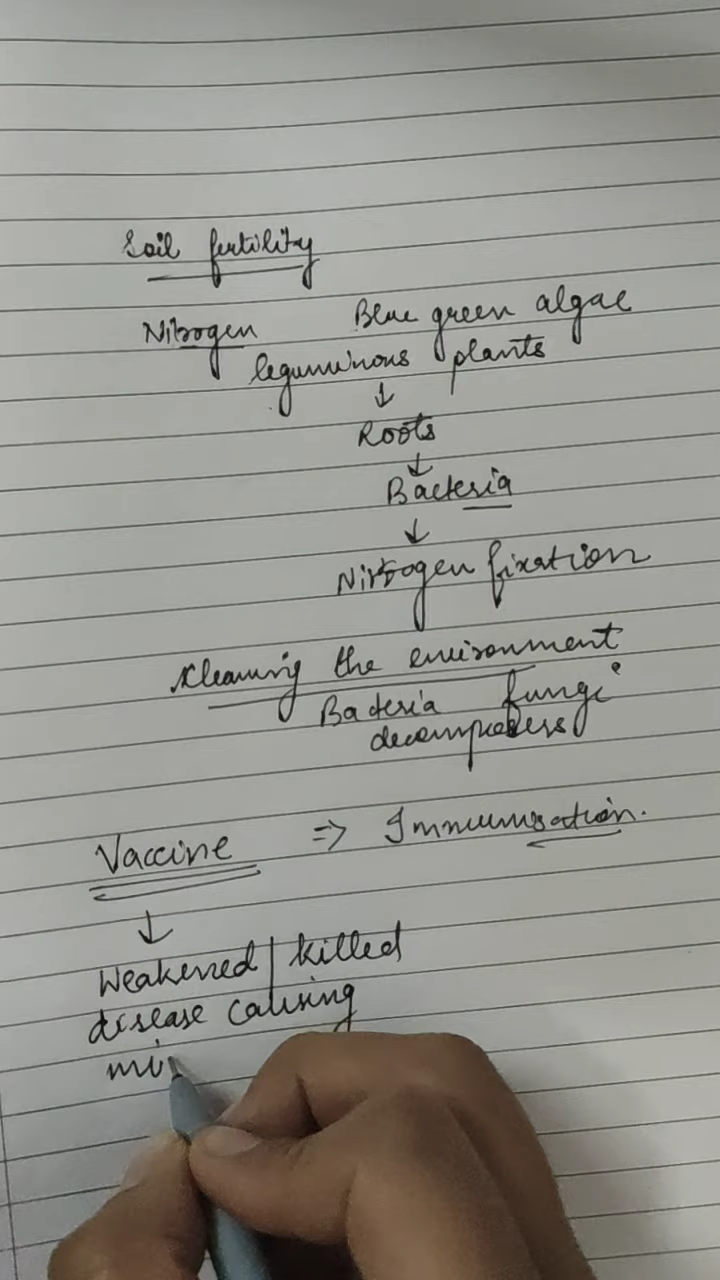 Soil fertility
Nitrogen Blue green algae
leguminous plants
↓
Roots
↓
Bacteria
↓
Nitrogen fixation
Cleaning the environment
Bacteria fungi
decomposers
Vaccine ⇒ Immunisation.
↓
Weakened | killed
disease causing
mi